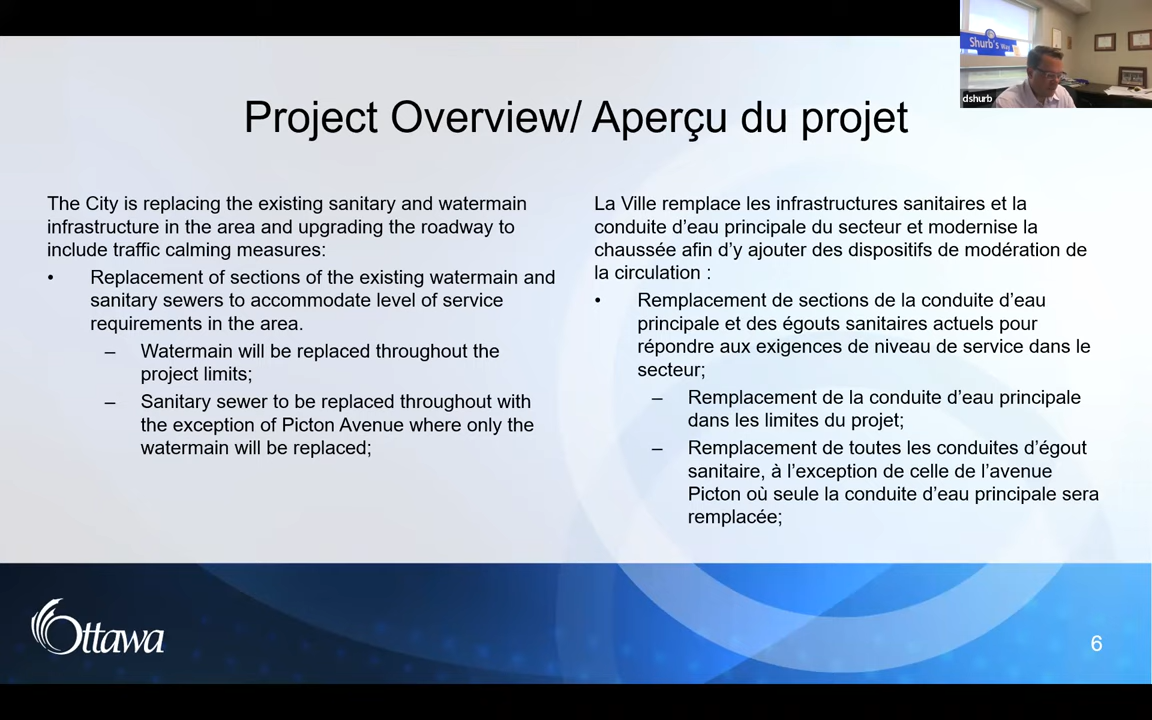 Shurb's Way
dshurb
Project Overview/ Aperçu du projet
The City is replacing the existing sanitary and watermain
infrastructure in the area and upgrading the roadway to
include traffic calming measures:
• Replacement of sections of the existing watermain and
sanitary sewers to accommodate level of service
requirements in the area.
– Watermain will be replaced throughout the
project limits;
– Sanitary sewer to be replaced throughout with
the exception of Picton Avenue where only the
watermain will be replaced;
La Ville remplace les infrastructures sanitaires et la
conduite d’eau principale du secteur et modernise la
chaussée afin d’y ajouter des dispositifs de modération de
la circulation :
• Remplacement de sections de la conduite d’eau
principale et des égouts sanitaires actuels pour
répondre aux exigences de niveau de service dans le
secteur;
– Remplacement de la conduite d’eau principale
dans les limites du projet;
– Remplacement de toutes les conduites d’égout
sanitaire, à l’exception de celle de l’avenue
Picton où seule la conduite d’eau principale sera
remplacée;
Ottawa
6